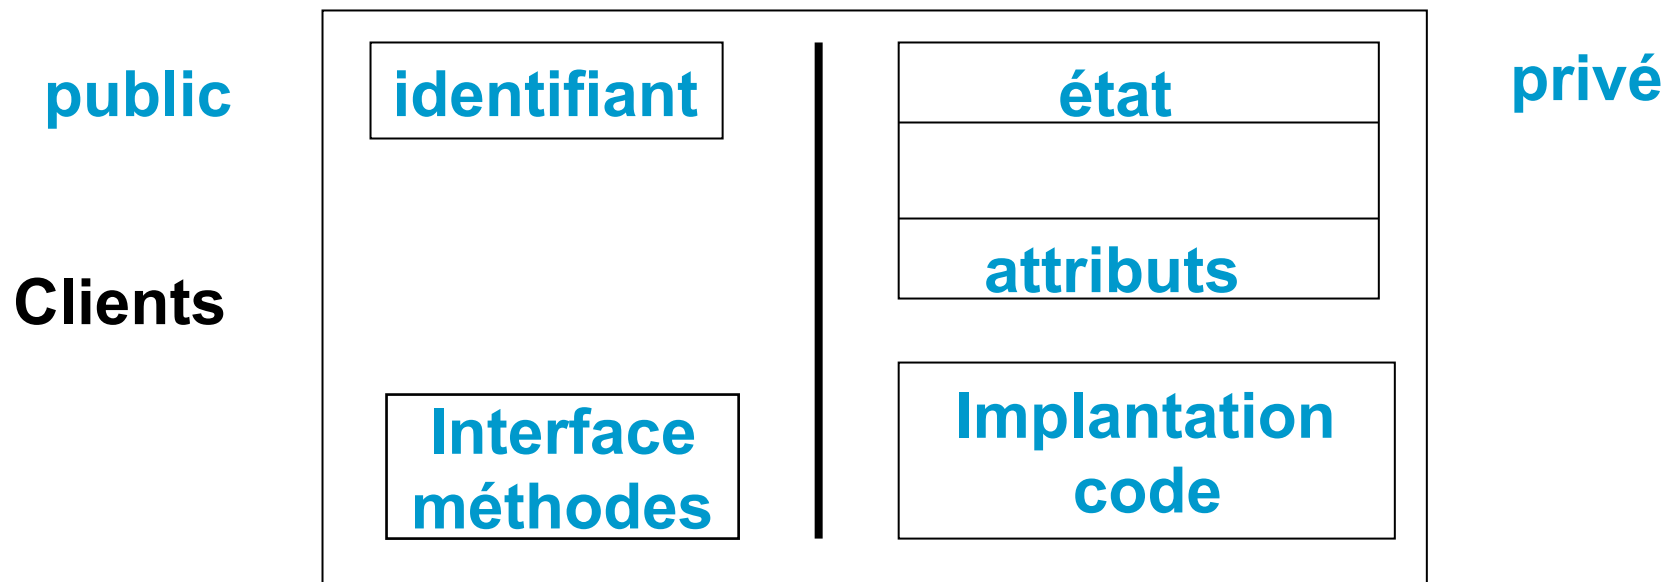 public
identifiant
état
privé
attributs
Clients
Interface
méthodes
Implantation
code